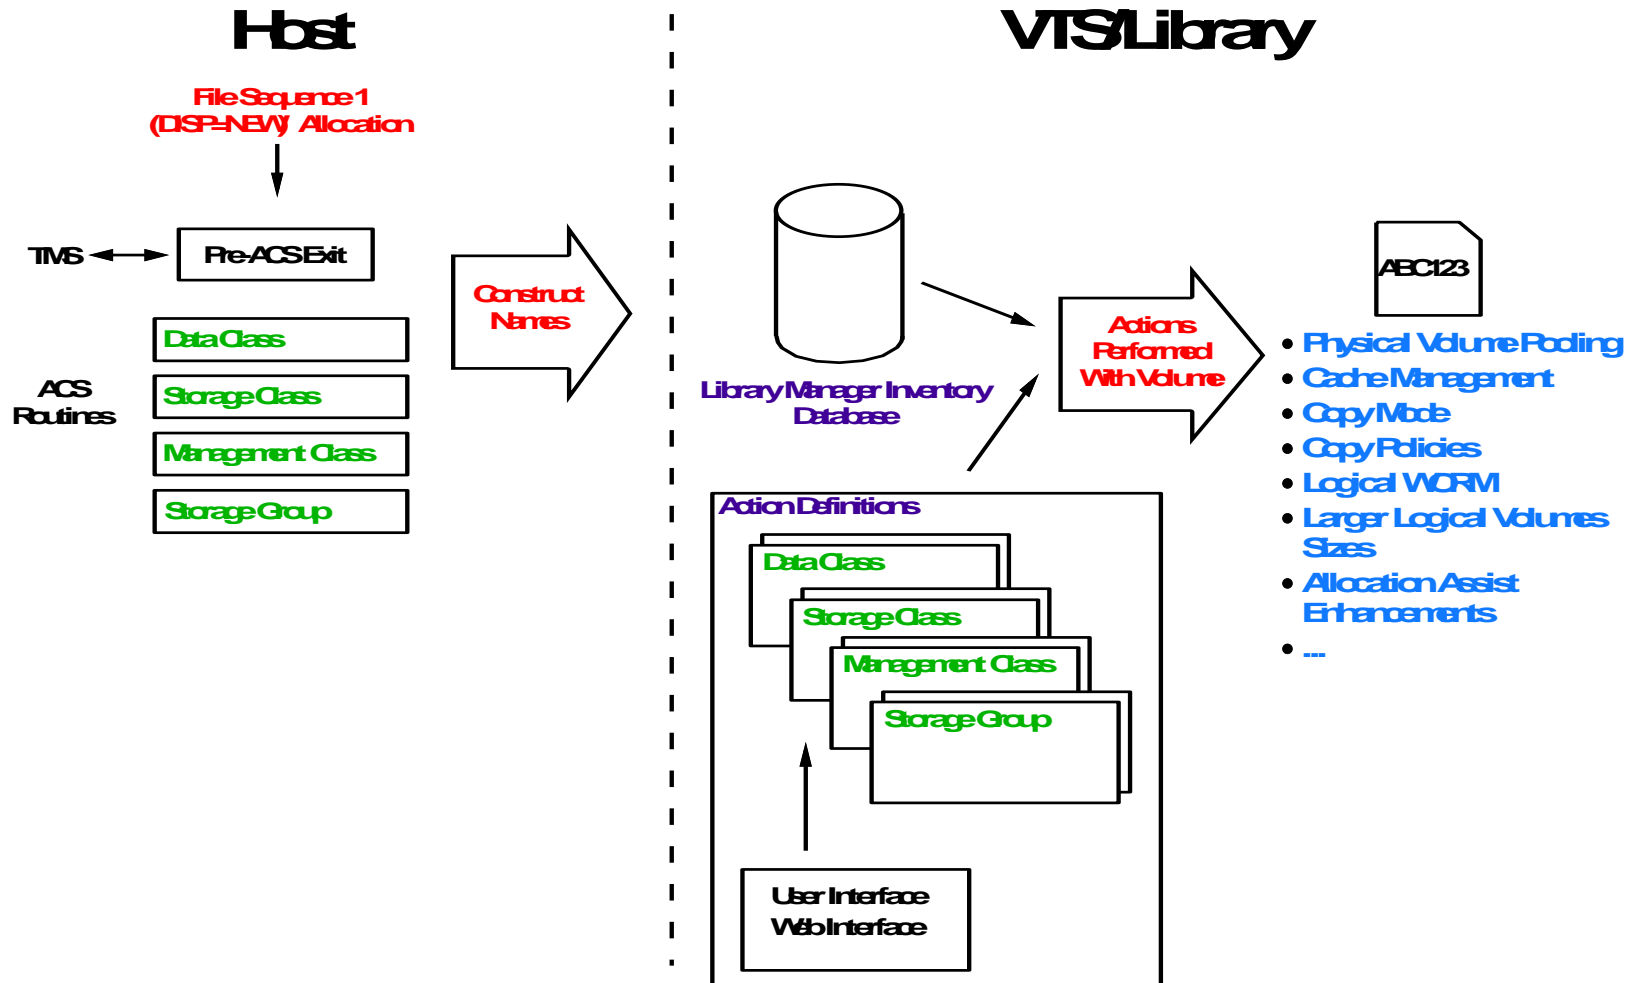 Host
VTS/Library
File Sequence 1
(DISP=NEW) Allocation
TMS
Pre-ACS Exit
Construct
Names
ACS
Routines
Data Class
Storage Class
Management Class
Storage Group
Library Manager Inventory
Database
Actions
Performed
With Volume
ABC123
• Physical Volume Pooling
• Cache Management
• Copy Mode
• Copy Policies
• Logical WORM
• Larger Logical Volumes
Sizes
• Allocation Assist
Enhancements
• ...
Action Definitions
Data Class
Storage Class
Management Class
Storage Group
User Interface
Web Interface